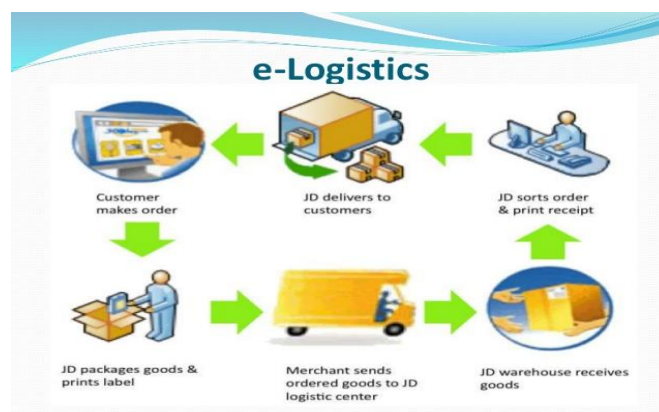 e-Logistics
Customer
makes order
JD delivers to
customers
JD sorts order
& print receipt
JD packages goods &
prints label
Merchant sends
ordered goods to JD
logistic center
JD warehouse receives
goods